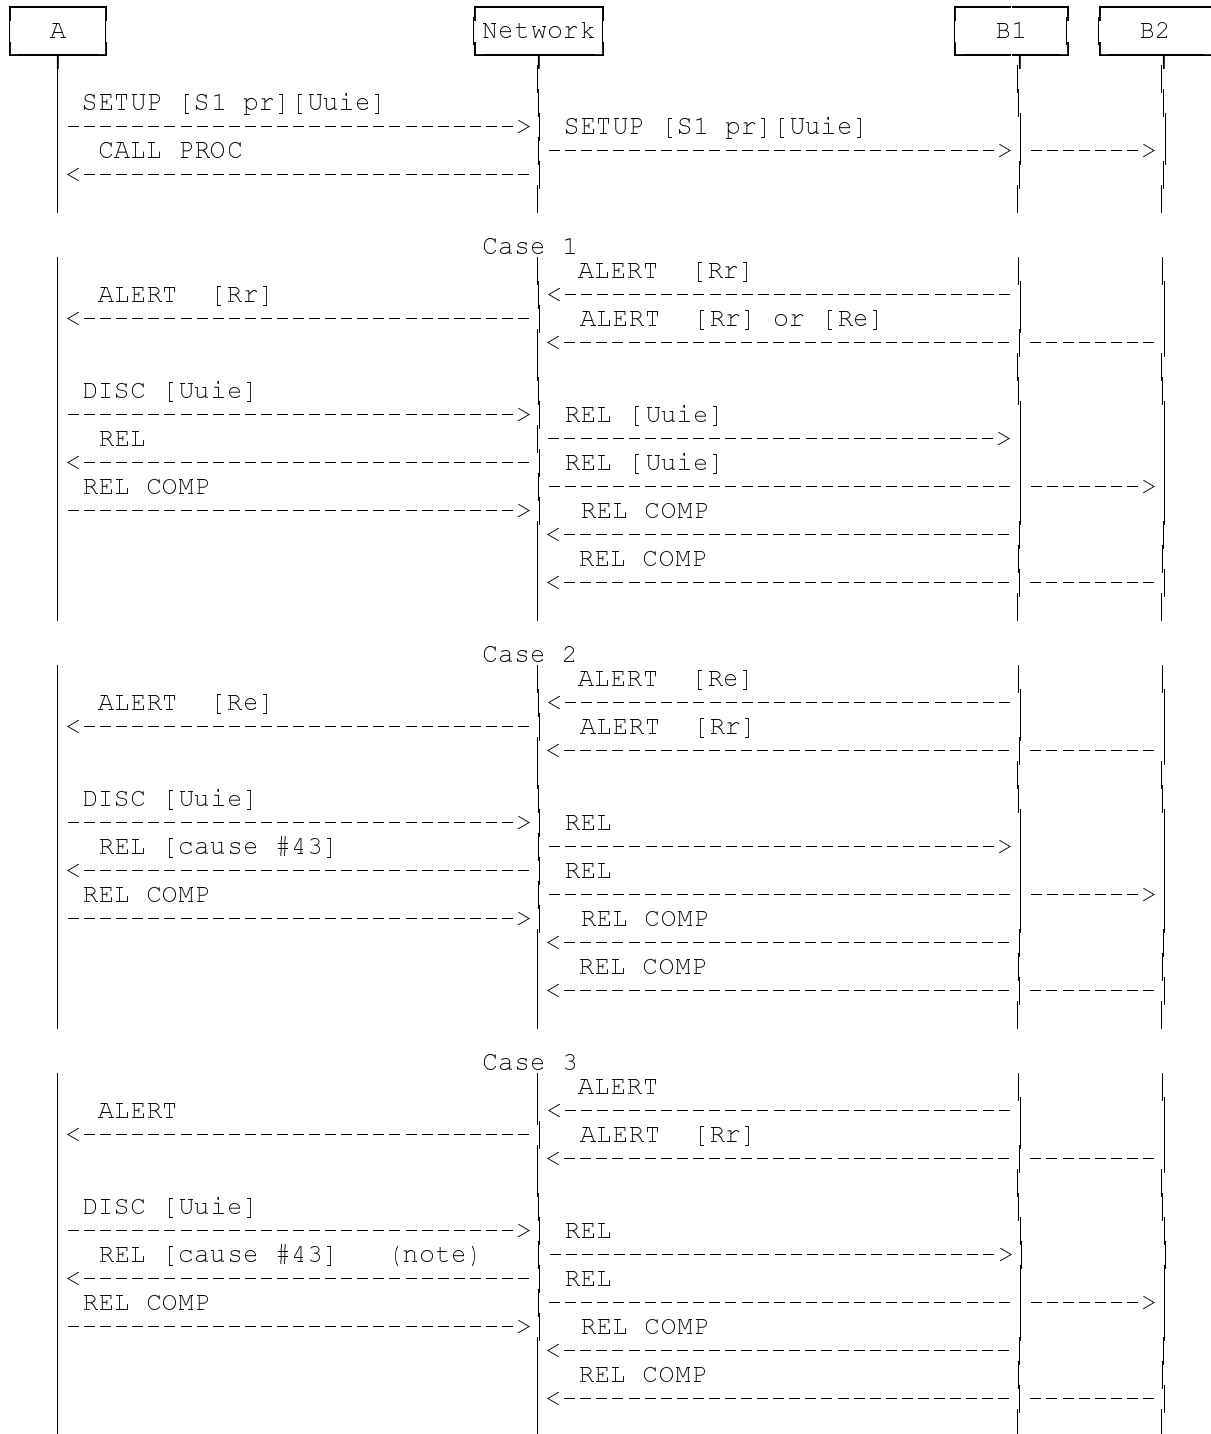 A Network B1 B2
SETUP [S1 pr][Uuie]
SETUP [S1 pr][Uuie]
CALL PROC
Case 1
ALERT [Rr]
ALERT [Rr]
ALERT [Rr] or [Re]
DISC [Uuie]
REL [Uuie]
REL
REL [Uuie]
REL COMP
REL COMP
REL COMP
Case 2
ALERT [Re]
ALERT [Re]
ALERT [Rr]
DISC [Uuie]
REL
REL [cause #43]
REL
REL COMP
REL COMP
REL COMP
Case 3
ALERT
ALERT
ALERT [Rr]
DISC [Uuie]
REL
REL [cause #43] (note)
REL
REL COMP
REL COMP
REL COMP